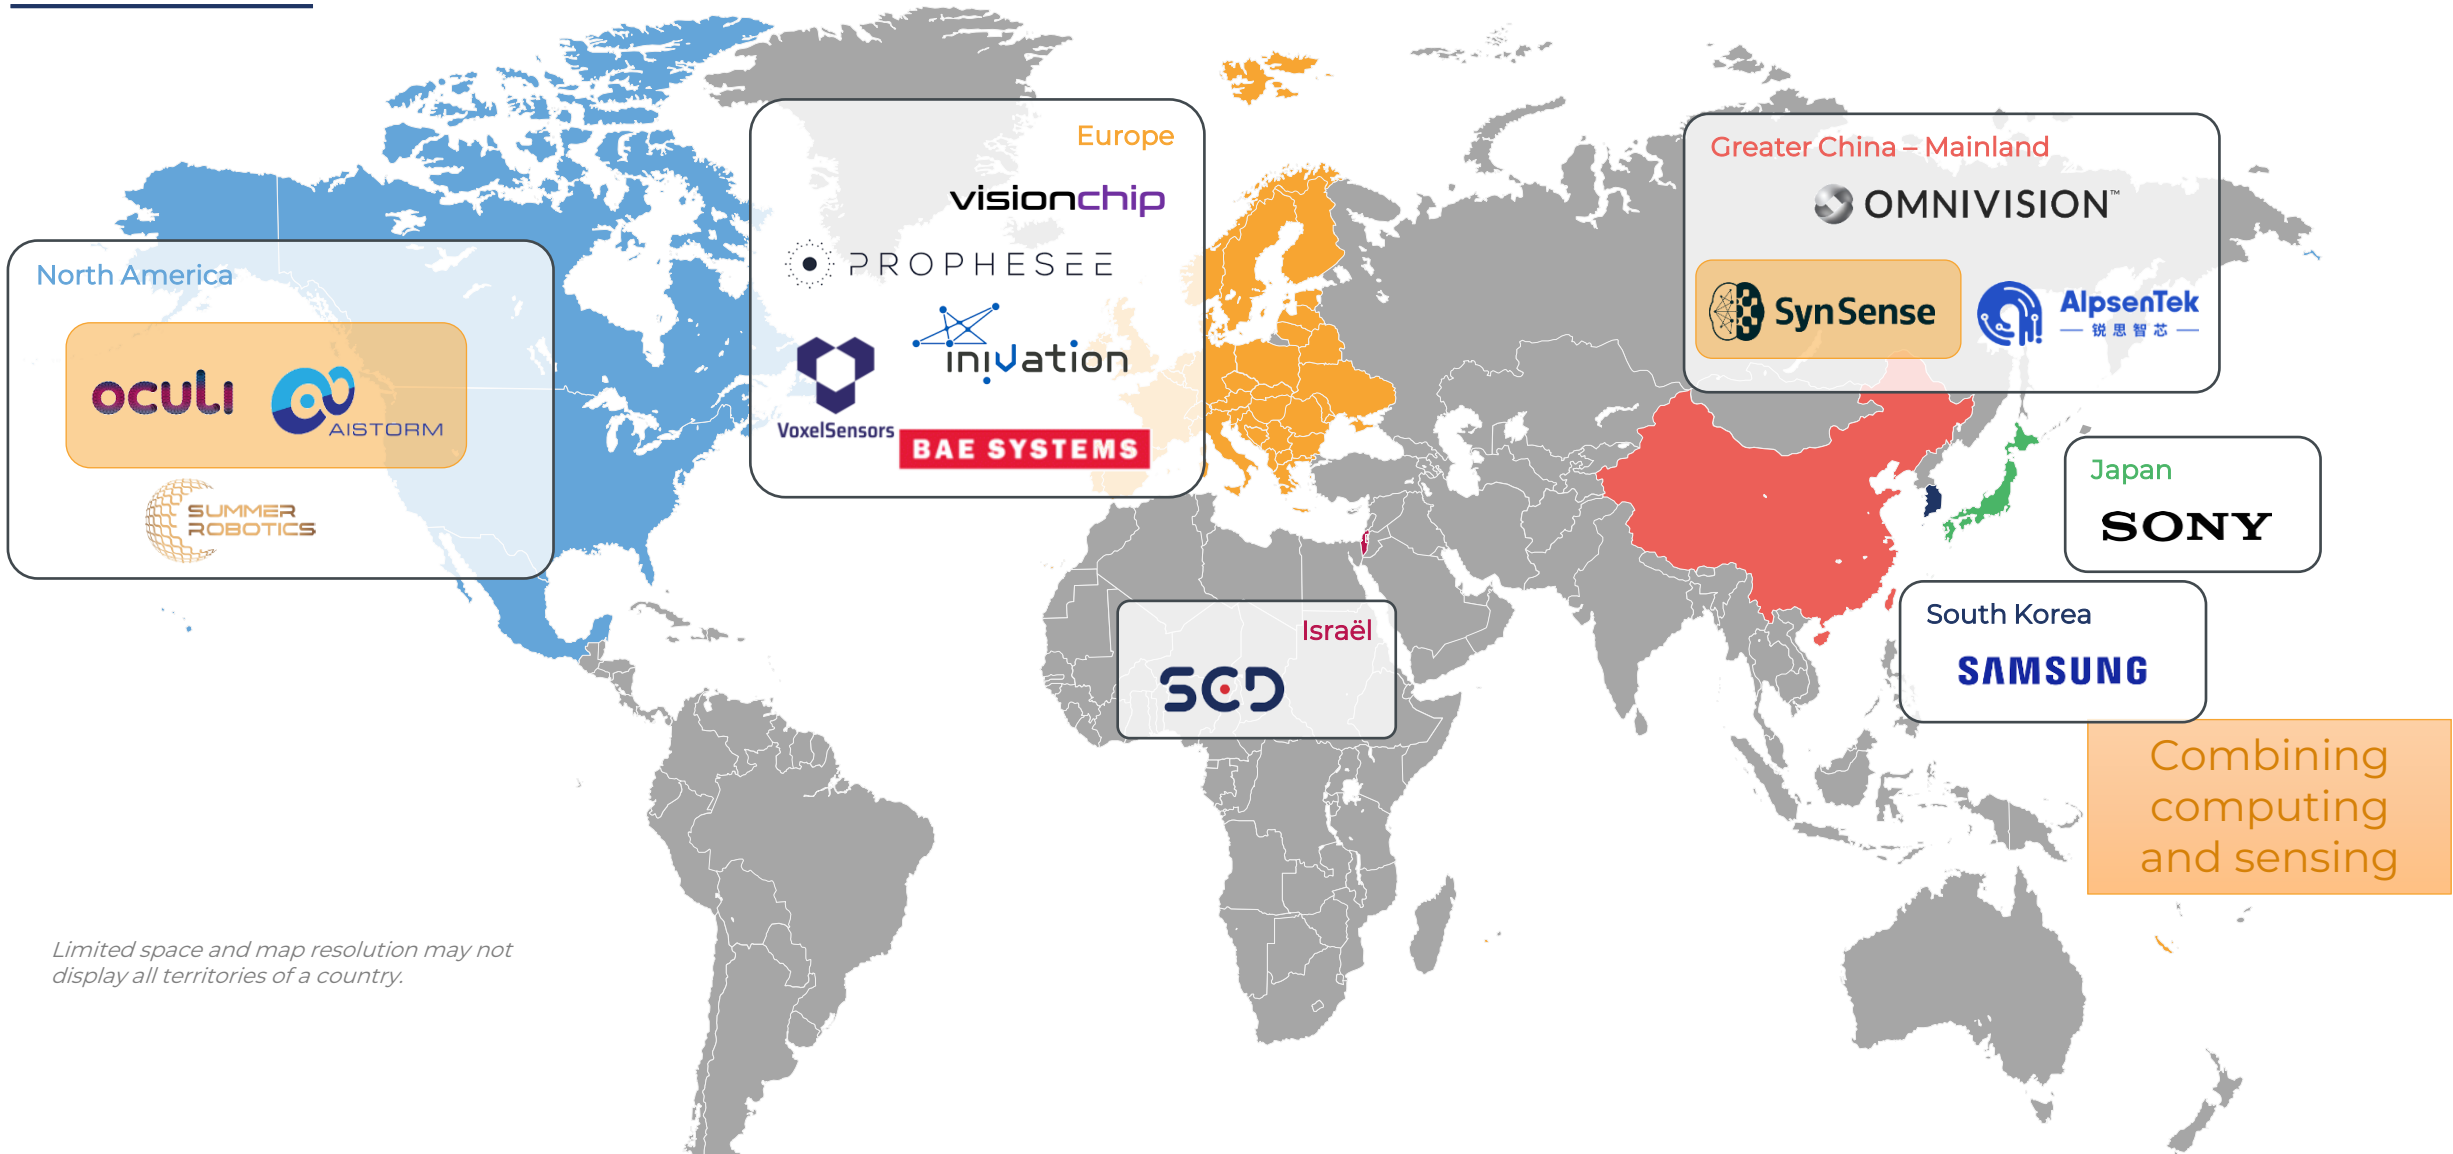 North America
oculi
AISTORM
SUMMER
ROBOTICS
Europe
visionchip
PROPHESEE
iniVation
VoxelSensors
BAE SYSTEMS
Israël
SCD
Greater China – Mainland
OMNIVISION™
SynSense
AlpsenTek
锐思智芯
Japan
SONY
South Korea
SAMSUNG
Combining
computing
and sensing
Limited space and map resolution may not
display all territories of a country.